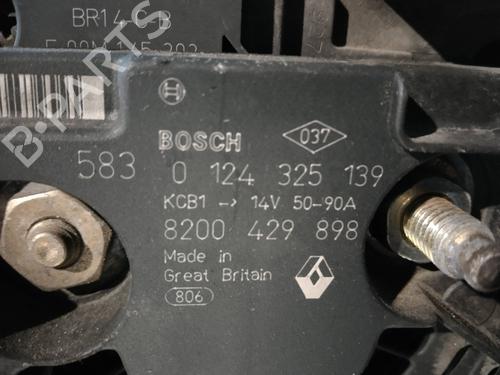 BR14-C-B
BOSCH
037
583 0 124 325 139
KCB1 -> 14V 50-90A
8200 429 898
Made in
Great Britain
806
B-PARTS